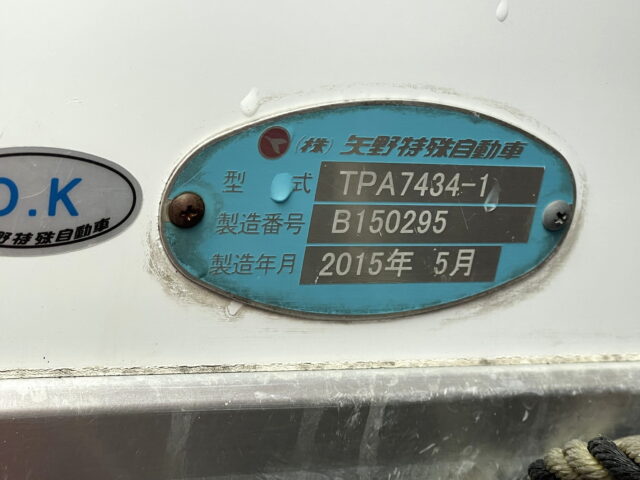 (株) 矢野特殊自動車
型 式 TPA7434-1
製造番号 B150295
製造年月 2015年 5月
O.K
野特殊自動車